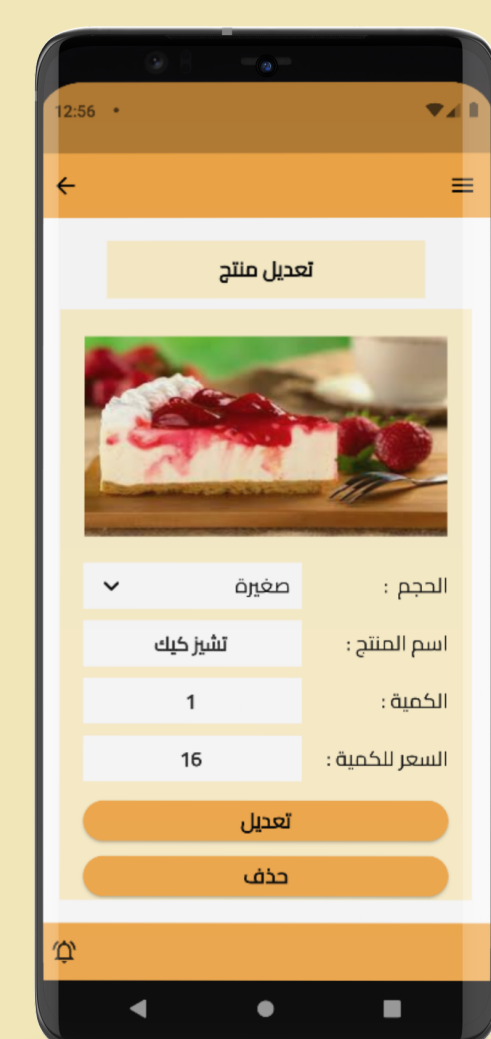 12:56
تعديل منتج
الحجم : صغيرة
اسم المنتج : تشيز كيك
الكمية : 1
السعر للكمية : 16
تعديل
حذف